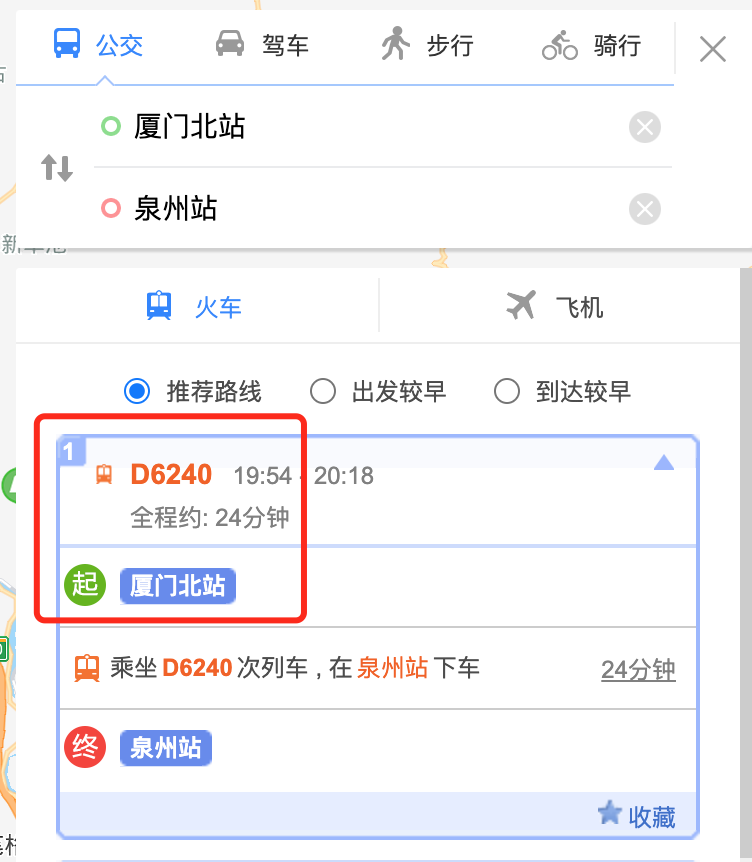 公交 驾车 步行 骑行
厦门北站
泉州站
火车 飞机
推荐路线 出发较早 到达较早
1
D6240 19:54 - 20:18
全程约: 24分钟
起 厦门北站
乘坐 D6240 次列车 , 在 泉州站 下车 24分钟
终 泉州站
收藏